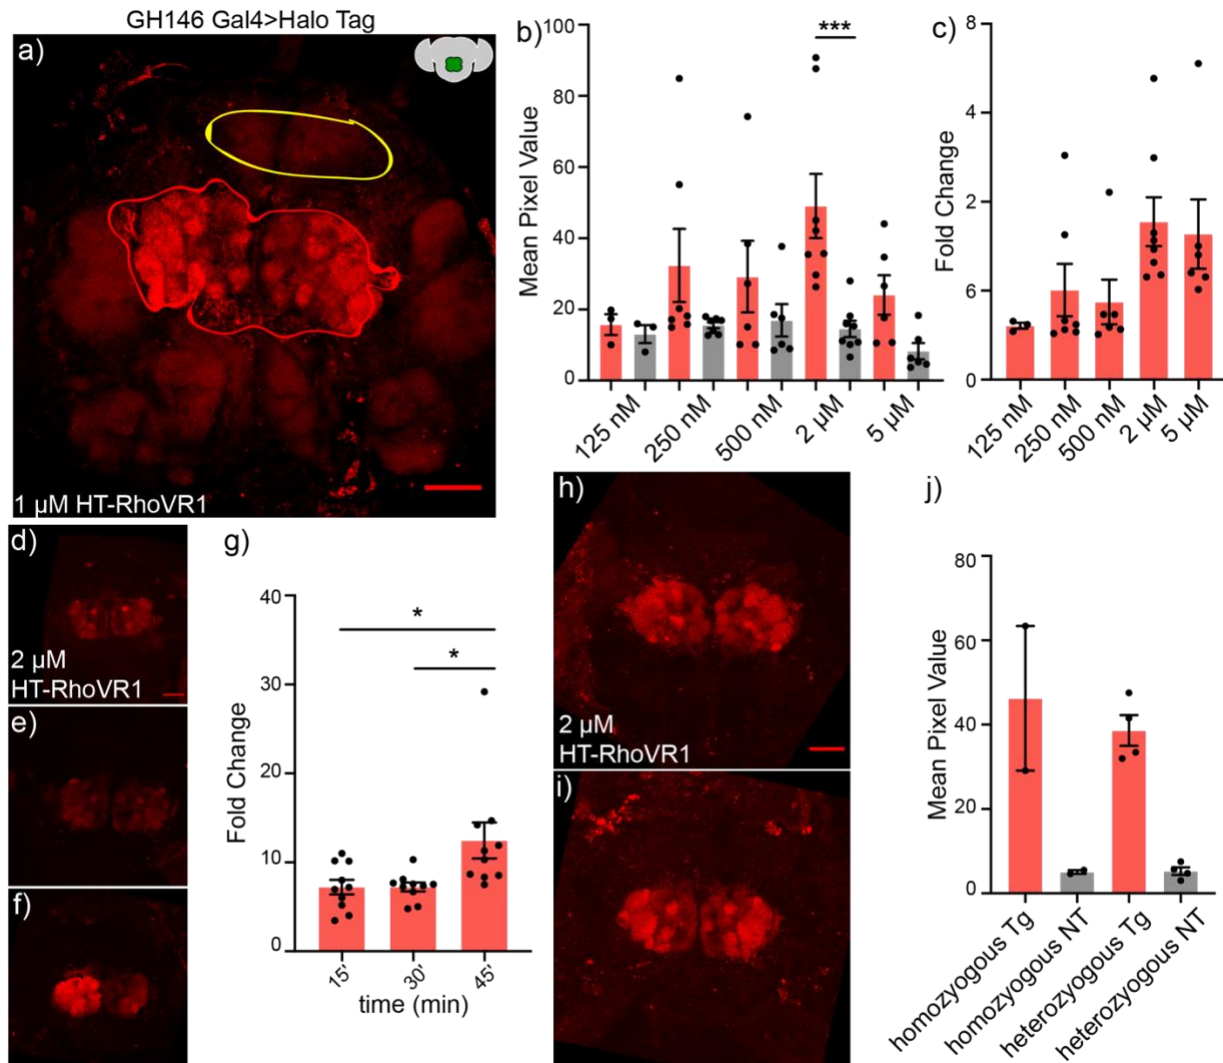 GH146 Gal4>Halo Tag
a)
1 µM HT-RhoVR1
b)
Mean Pixel Value
100
80
60
40
20
0
***
125 nM
250 nM
500 nM
2 µM
5 µM
c)
Fold Change
8
4
2
6
0
125 nM
250 nM
500 nM
2 µM
5 µM
d)
2 µM
HT-RhoVR1
e)
f)
g)
Fold Change
40
30
20
10
0
*
*
15'
30'
45'
time (min)
h)
2 µM
HT-RhoVR1
i)
j)
Mean Pixel Value
80
60
40
20
0
homozyogous Tg
homozyogous NT
heterozyogous Tg
heterozyogous NT